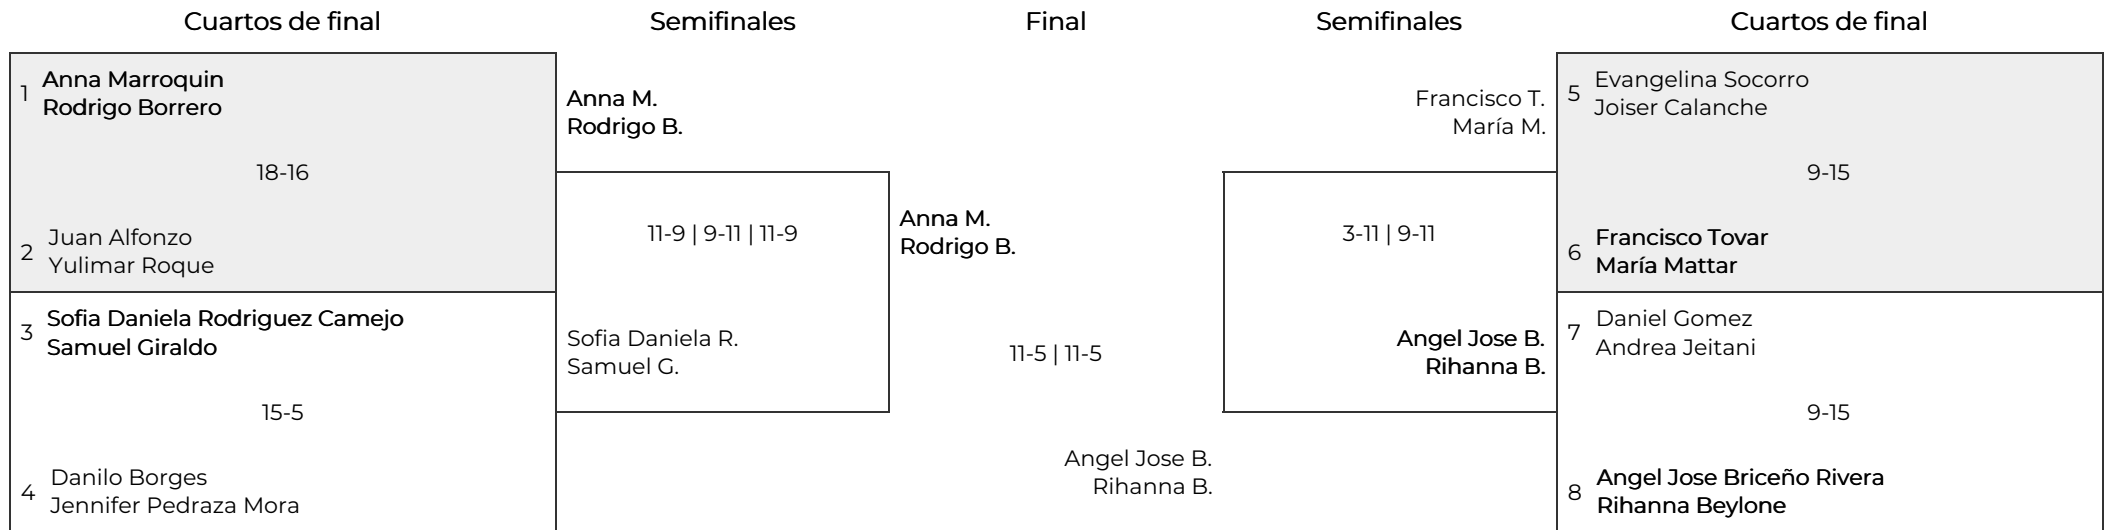 Cuartos de final
Semifinales
Final
Semifinales
Cuartos de final
1
Anna Marroquin
Rodrigo Borrero
18-16
2
Juan Alfonzo
Yulimar Roque
3
Sofia Daniela Rodriguez Camejo
Samuel Giraldo
15-5
4
Danilo Borges
Jennifer Pedraza Mora
Anna M.
Rodrigo B.
11-9 | 9-11 | 11-9
Sofia Daniela R.
Samuel G.
Anna M.
Rodrigo B.
11-5 | 11-5
Angel Jose B.
Rihanna B.
Francisco T.
María M.
3-11 | 9-11
Angel Jose B.
Rihanna B.
5
Evangelina Socorro
Joiser Calanche
9-15
6
Francisco Tovar
María Mattar
7
Daniel Gomez
Andrea Jeitani
9-15
8
Angel Jose Briceño Rivera
Rihanna Beylone